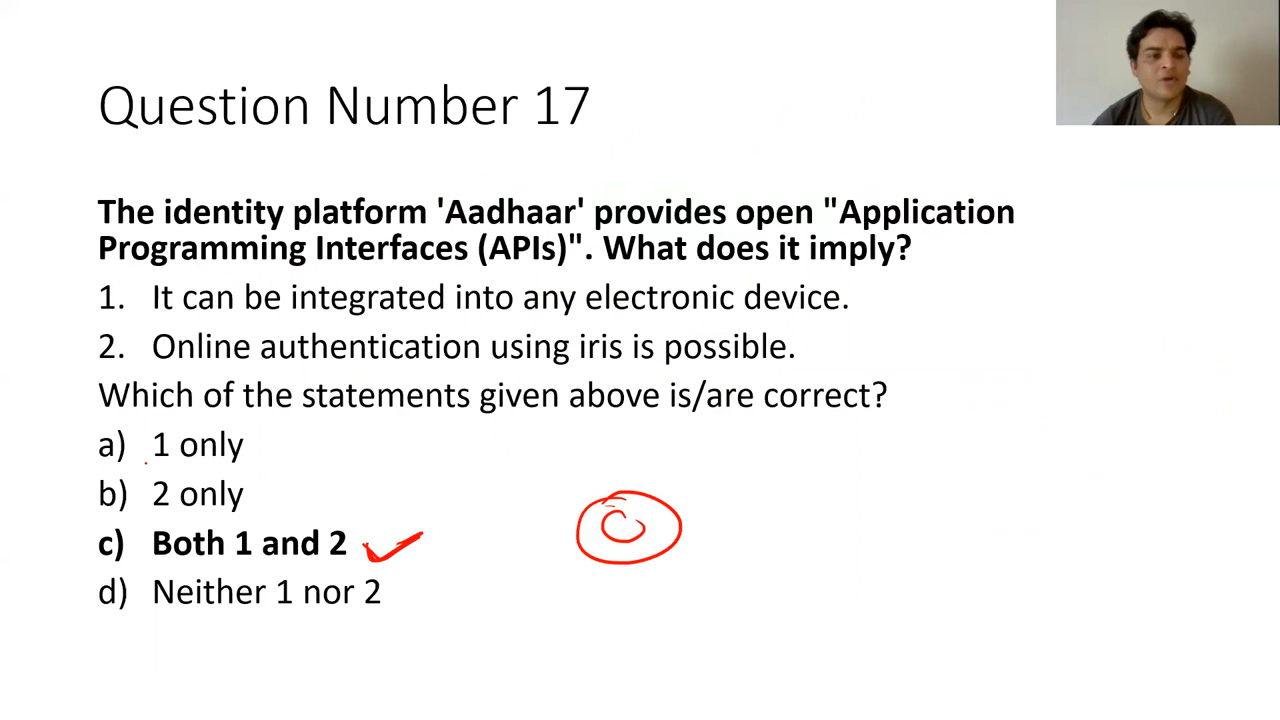 Question Number 17
The identity platform 'Aadhaar' provides open "Application
Programming Interfaces (APIs)". What does it imply?
1. It can be integrated into any electronic device.
2. Online authentication using iris is possible.
Which of the statements given above is/are correct?
a) 1 only
b) 2 only
c) Both 1 and 2
d) Neither 1 nor 2